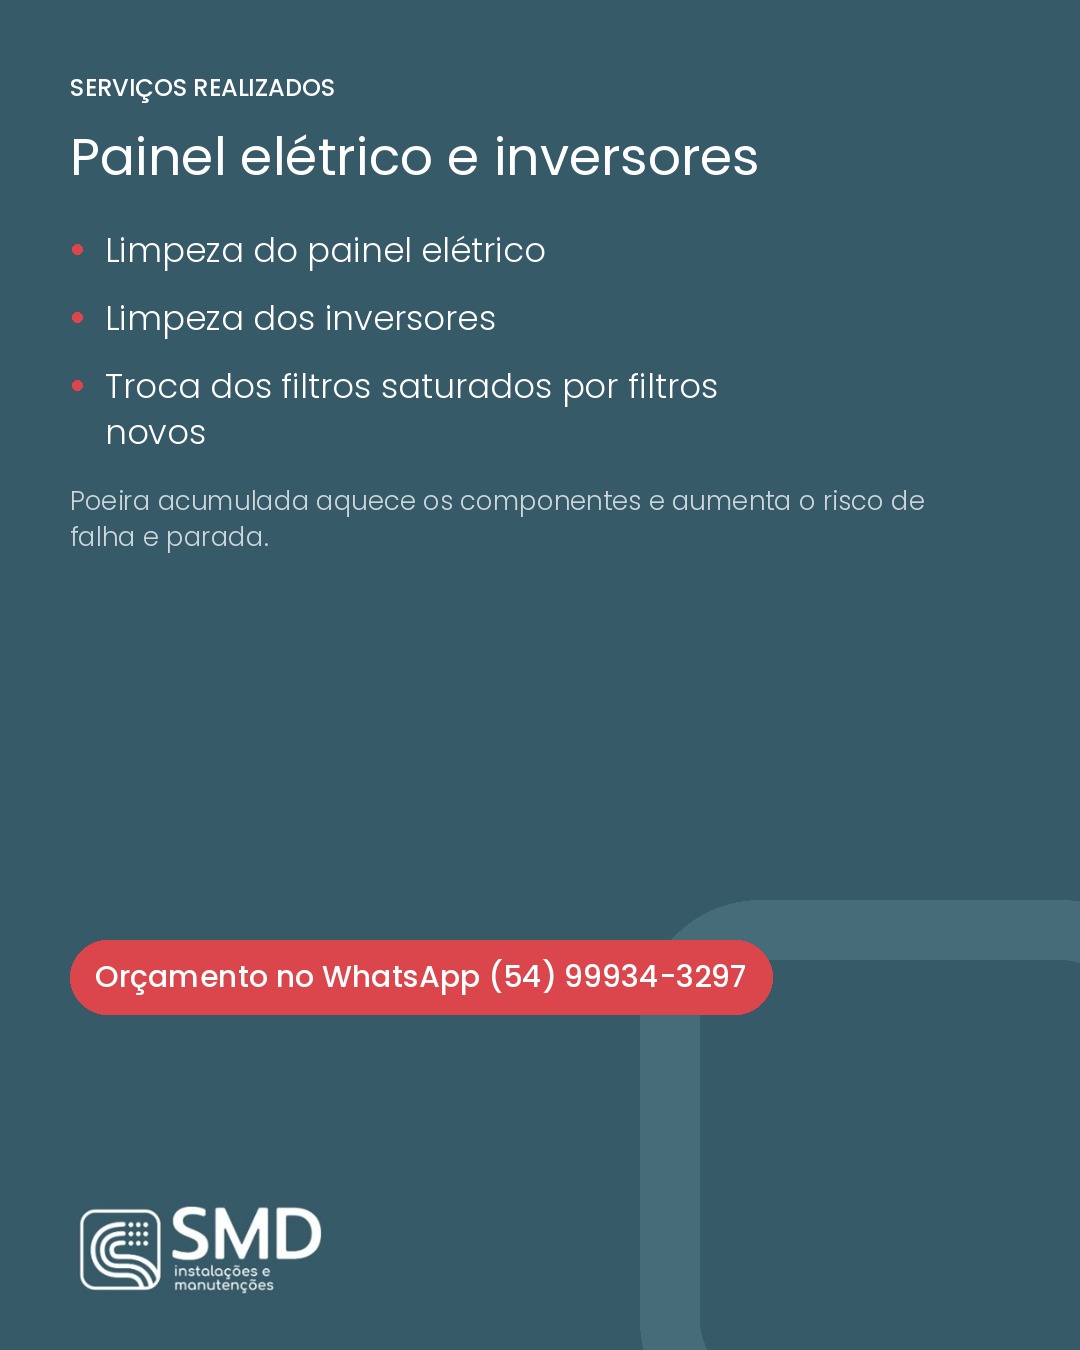 SERVIÇOS REALIZADOS
Painel elétrico e inversores
• Limpeza do painel elétrico
• Limpeza dos inversores
• Troca dos filtros saturados por filtros
novos
Poeira acumulada aquece os componentes e aumenta o risco de
falha e parada.
Orçamento no WhatsApp (54) 99934-3297
SMD
instalações e
manutenções